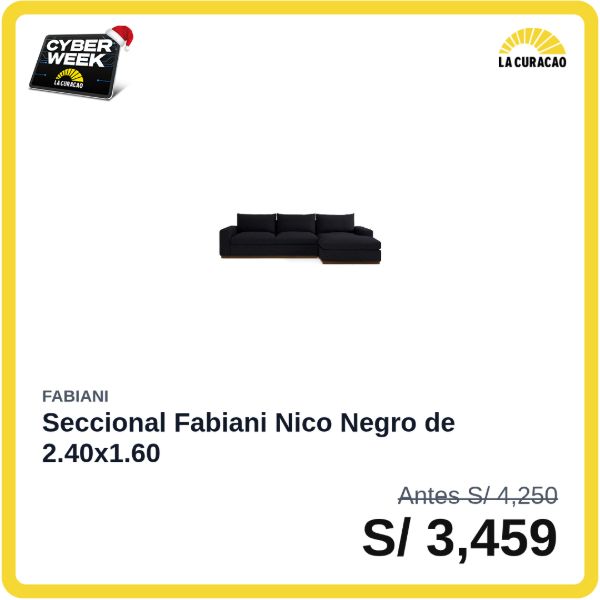 CYBER
WEEK
LA CURACAO
LA CURACAO
FABIANI
Seccional Fabiani Nico Negro de
2.40x1.60
Antes S/ 4,250
S/ 3,459